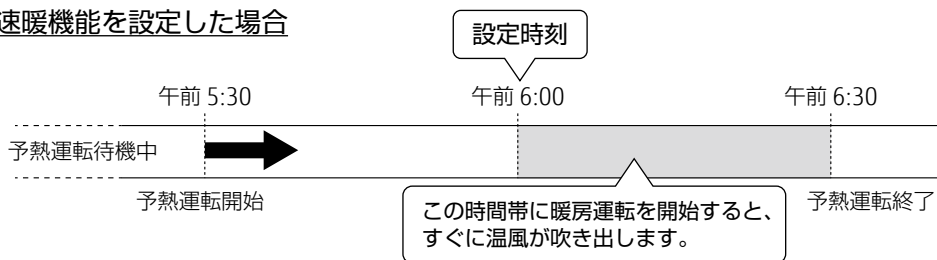 速暖機能を設定した場合
設定時刻
午前 5:30
午前 6:00
午前 6:30
予熱運転待機中
予熱運転開始
この時間帯に暖房運転を開始すると、
すぐに温風が吹き出します。
予熱運転終了